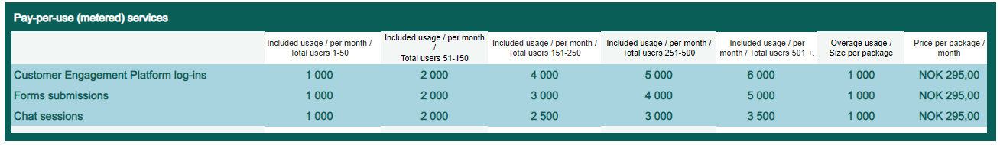 Pay-per-use (metered) services
Included usage / per month / Total users 1-50 Included usage / per month / Total users 51-150 Included usage / per month / Total users 151-250 Included usage / per month / Total users 251-500 Included usage / per month / Total users 501 +. Overage usage / Size per package Price per package / month
Customer Engagement Platform log-ins 1 000 2 000 4 000 5 000 6 000 1 000 NOK 295,00
Forms submissions 1 000 2 000 3 000 4 000 5 000 1 000 NOK 295,00
Chat sessions 1 000 2 000 2 500 3 000 3 500 1 000 NOK 295,00